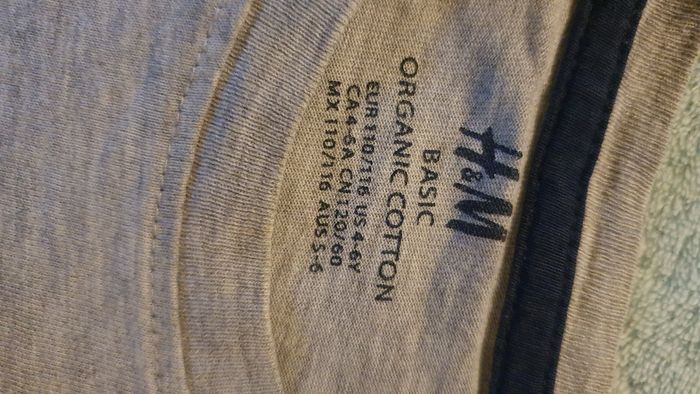 H&M
BASIC
ORGANIC COTTON
EUR 110/116 US 4-6Y
CA 4-6A CN 120/60
MX 110/116 AUS 5-6